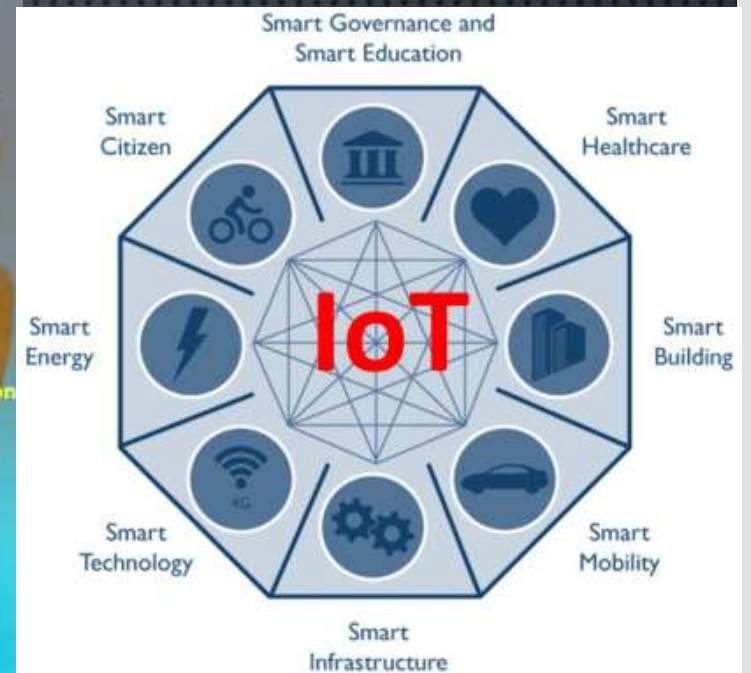 Smart Governance and
Smart Education
Smart
Citizen
Smart
Healthcare
IoT
Smart
Energy
Smart
Building
on
4G
Smart
Technology
Smart
Mobility
Smart
Infrastructure